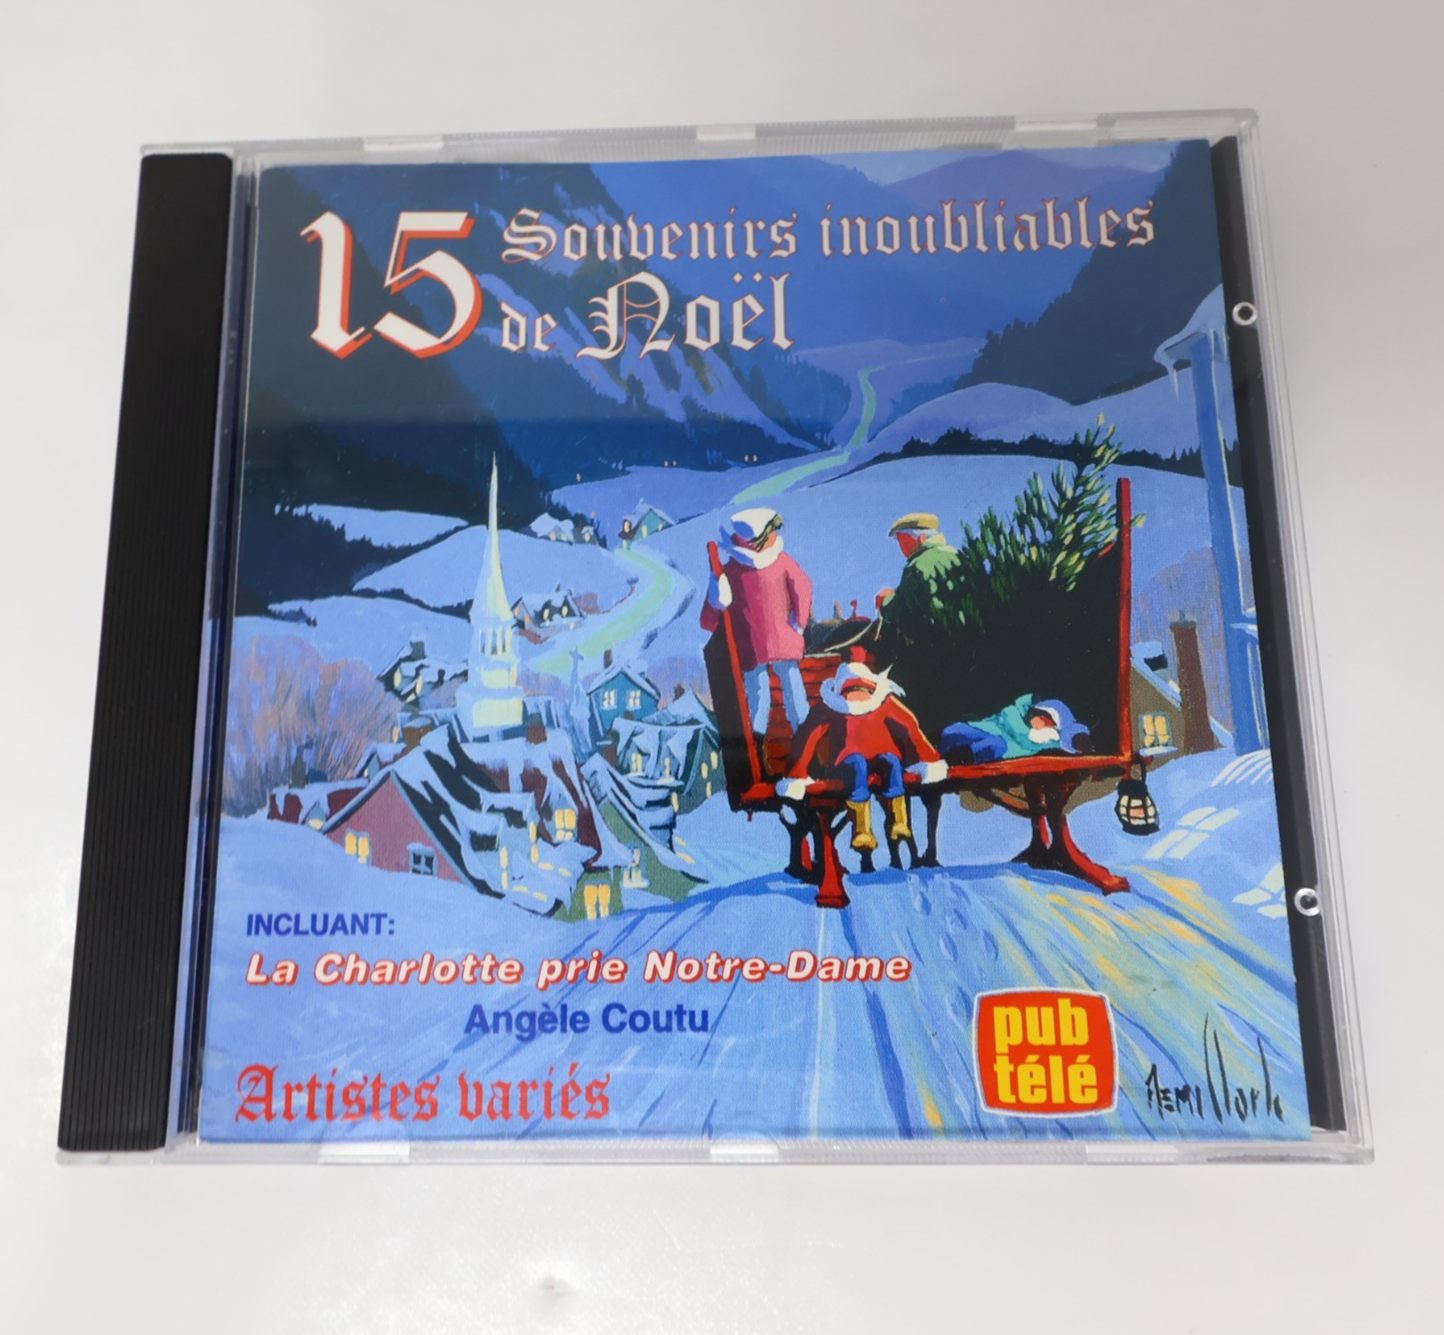 15 Souvenirs inoubliables
de Noël
INCLUANT:
La Charlotte prie Notre-Dame
Angèle Coutu
Artistes variés
pub
télé